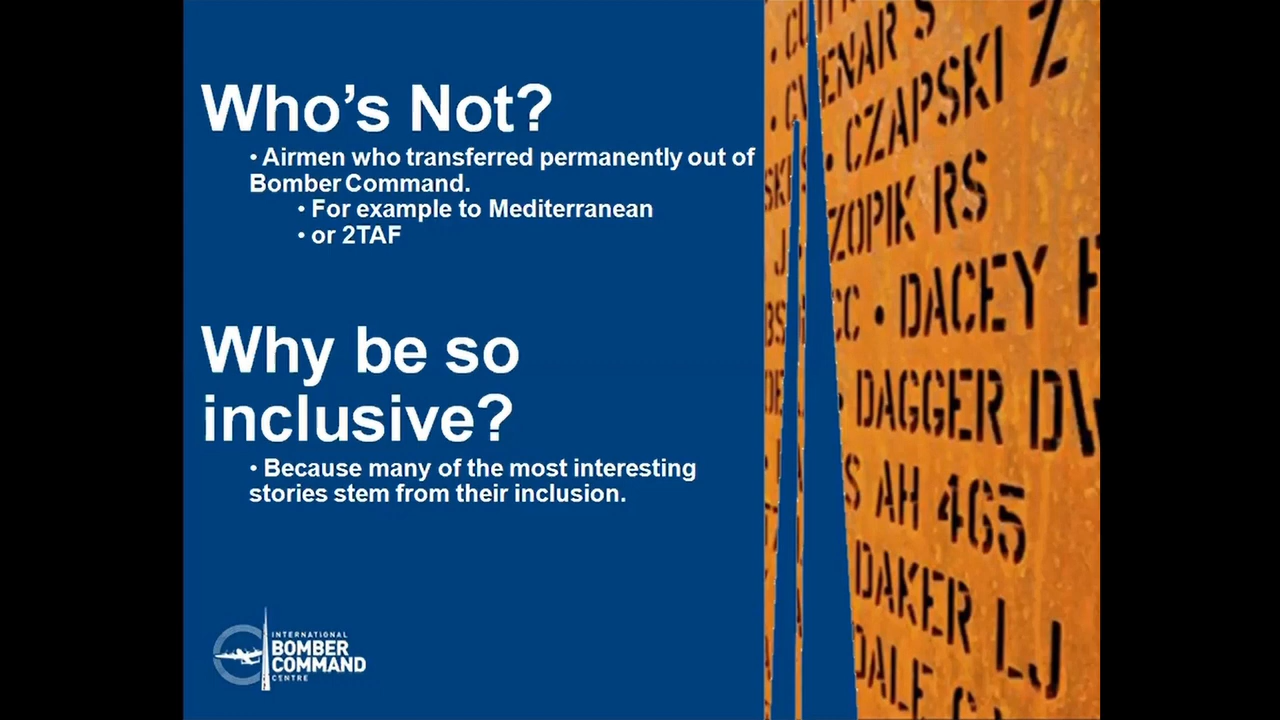 Who's Not?
• Airmen who transferred permanently out of
Bomber Command.
• For example to Mediterranean
• or 2TAF
Why be so
inclusive?
• Because many of the most interesting
stories stem from their inclusion.
INTERNATIONAL
BOMBER
COMMAND
CENTRE
• CZAPSKI Z
RS
• DACEY
• DAGGER
AH 465
DAKER LJ
DALE